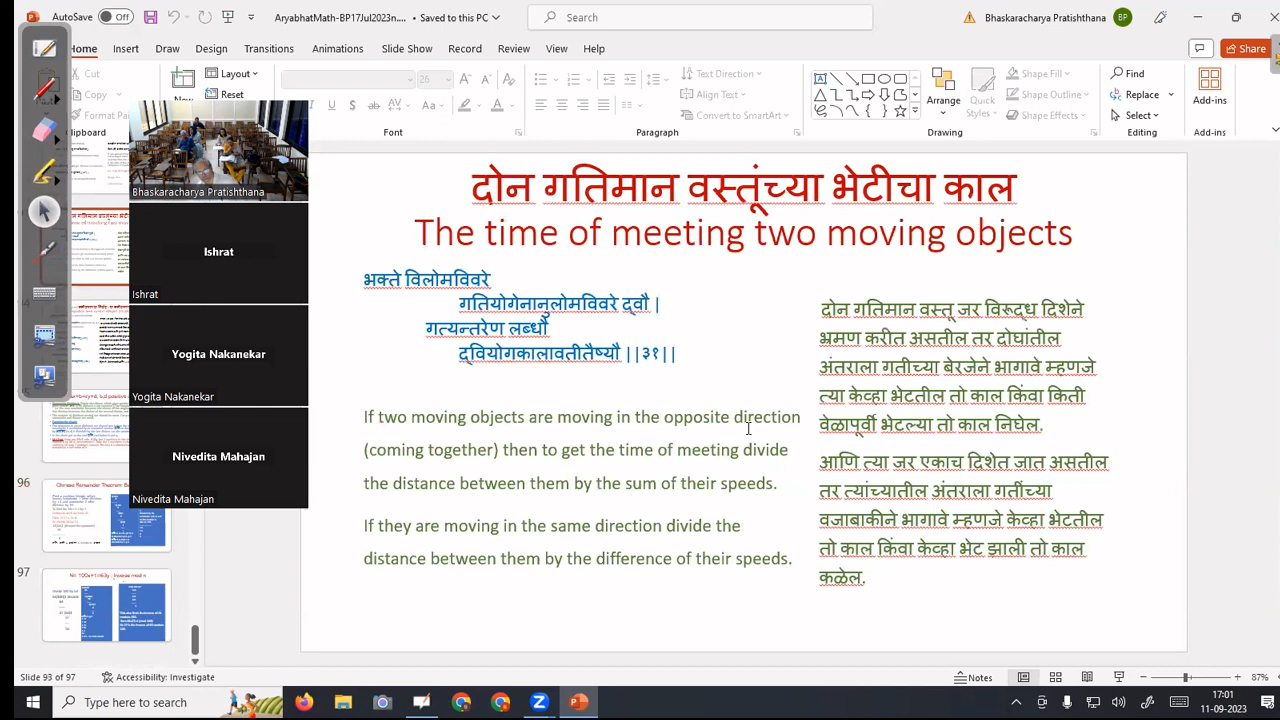 AutoSave Off AryabhatMath-BP17Jul2023n.... • Saved to this PC Search Bhaskaracharya Pratishthana BP
Home Insert Draw Design Transitions Animations Slide Show Record Review View Help Share
Cut Layout Text Direction Shape Fill Find
Copy Reset 26 Align Text Arrange Quick Styles Shape Outline Replace Add-ins
Format Pa Convert to SmartArt Shape Effects Select
Clipboard Font Paragraph Drawing Editing Add-ins
Bhaskaracharya Pratishthana
Ishrat
Ishrat
Yogita Nakanekar
Yogita Nakanekar
Nivedita Mahajan
Nivedita Mahajan
96
Chinese Remainder Theorem:
97
दोन गतिमान वस्तूंच्या भेटीचा काल
The time of meeting two moving objects
भक्ते विलोमविवरे
गतियोगेनानुलोमविवरे द्वौ |
गत्यन्तरेण लब्धौ
द्वियोगकालावतीतैष्यौ ||३१||
If two moving objects are moving in the opposite direction
(coming together) then to get the time of meeting divide
the distance between them by the sum of their speeds.
If they are moving in the same direction divide the
distance between them by the difference of their speeds.
दोन गतिमान वस्तू जर विरुद्ध दिशेने
भ्रमण करीत असतील तर दोघांतील
अंतराला गतीच्या बेरजेने भागावे म्हणजे
त्या केव्हा भेटतील तो काल किंवा किती
वेळापूर्वी भेटल्या तो काल निघेल.
आणि त्या जर एकाच दिशेत जात असतील
तर त्यांच्यातील अंतराला गतींच्या
वजाबाकीने भागावे म्हणजे केव्हा भेटतील
तो काल किंवा केव्हा भेट झाली तो काल
कळेल.
Slide 93 of 97 Accessibility: Investigate Notes 87%
Type here to search 17:01
11-09-2023